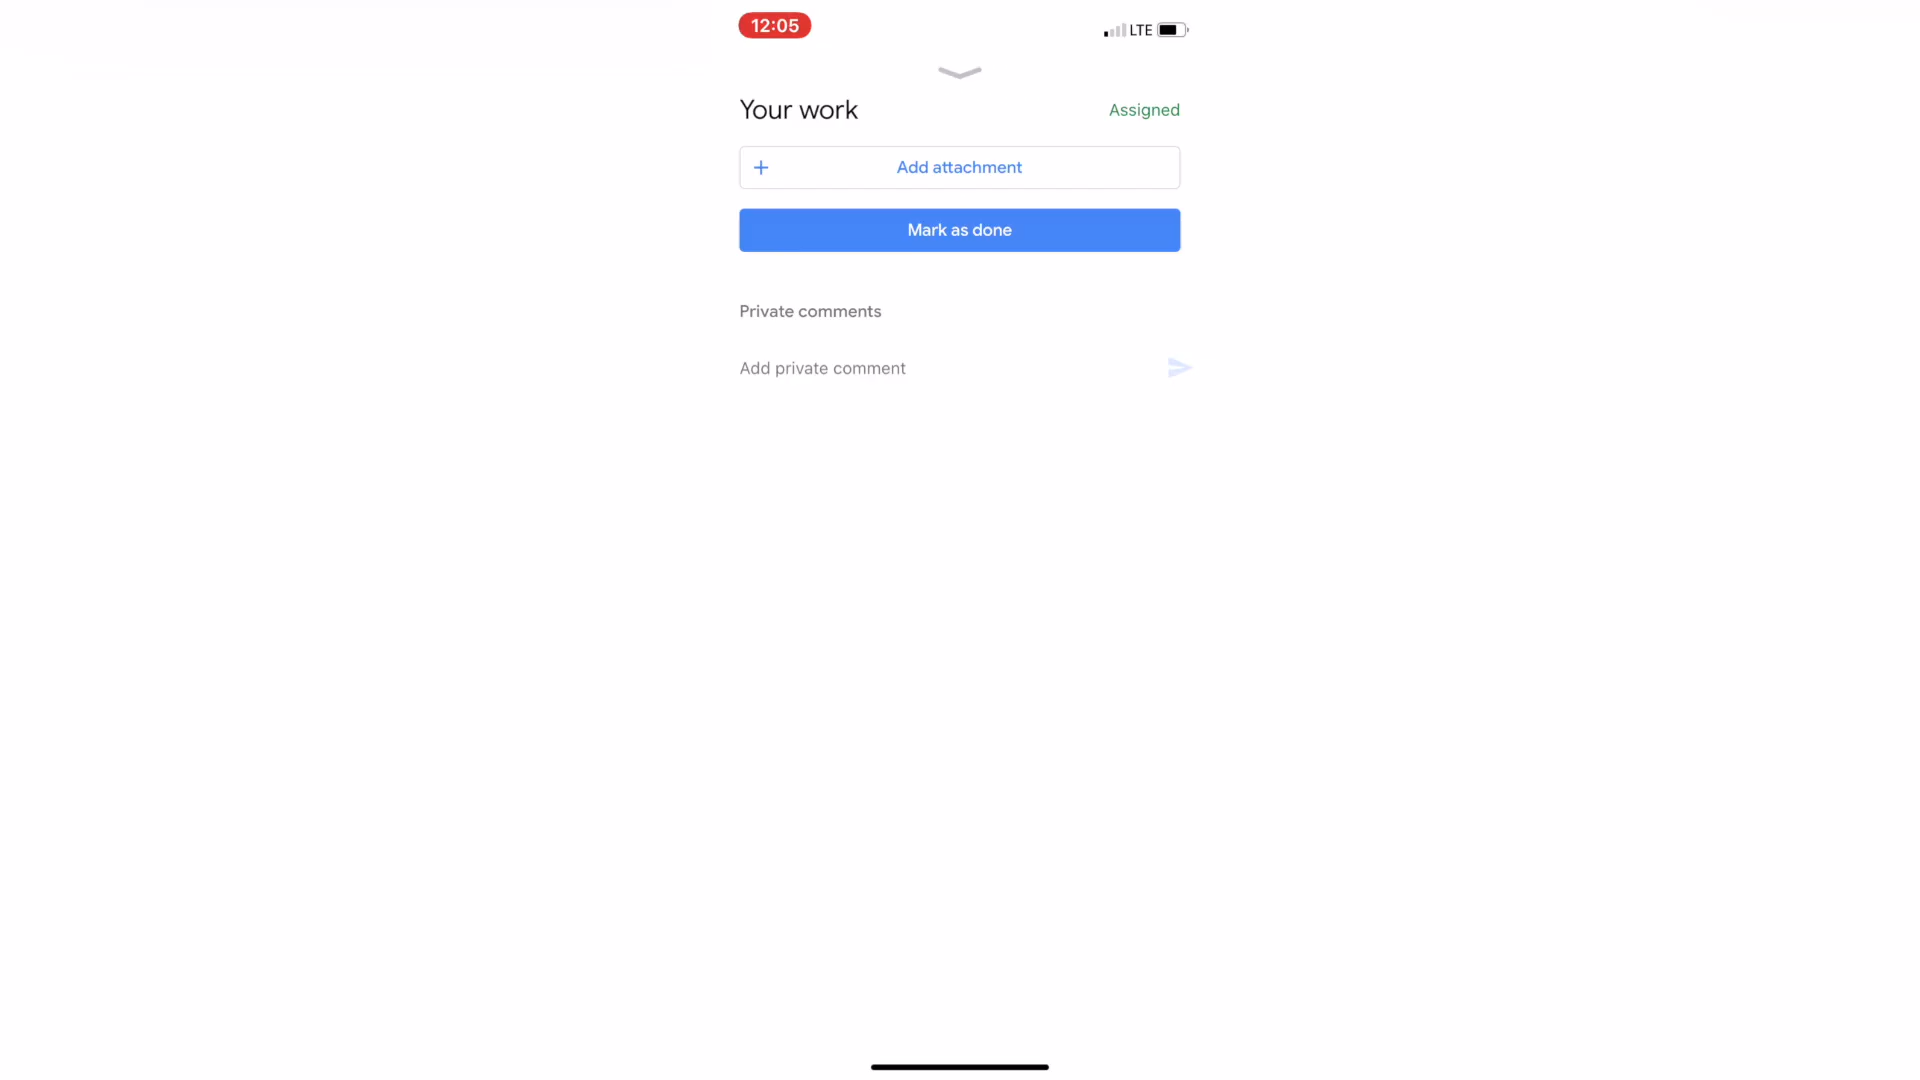 12:05
LTE
Your work
Assigned
+ Add attachment
Mark as done
Private comments
Add private comment